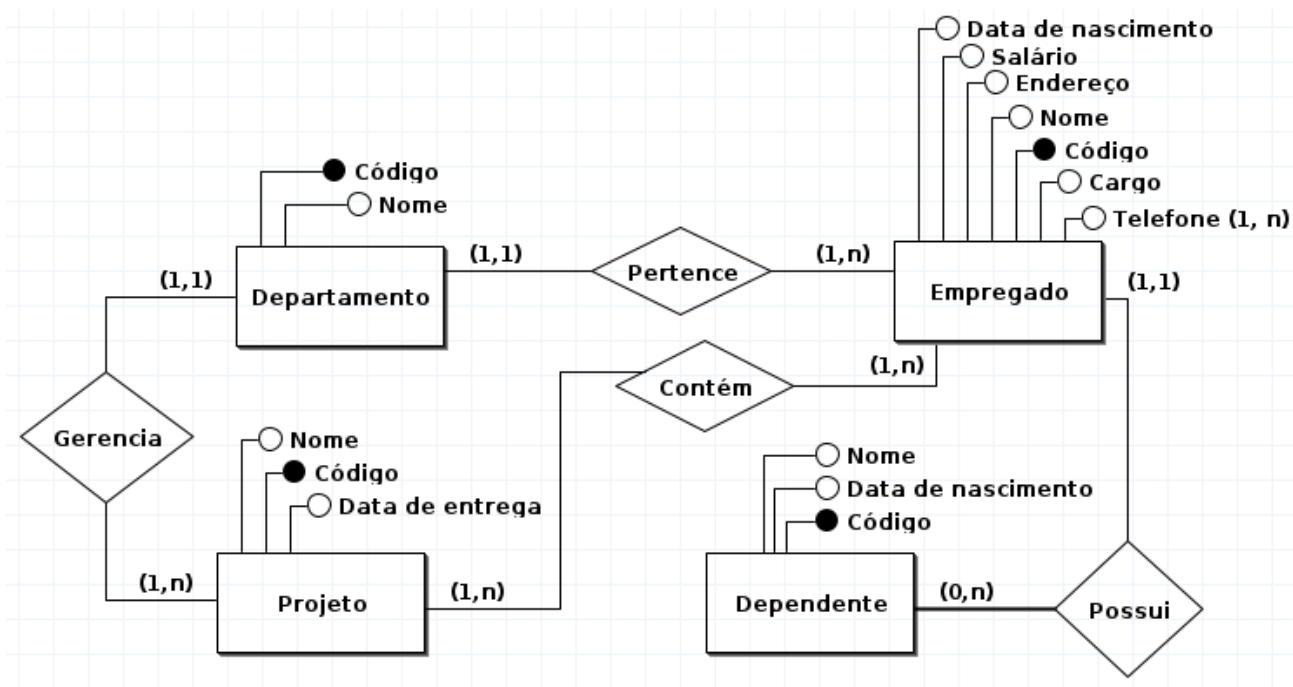 Data de nascimento
Salário
Endereço
Nome
Código
Cargo
Telefone (1, n)
Código
Nome
(1,1)
Departamento
(1,1)
Pertence
(1,n)
Empregado
(1,1)
(1,n)
Contém
Gerencia
Nome
Código
Data de entrega
(1,n)
Projeto
(1,n)
Nome
Data de nascimento
Código
Dependente
(0,n)
Possui